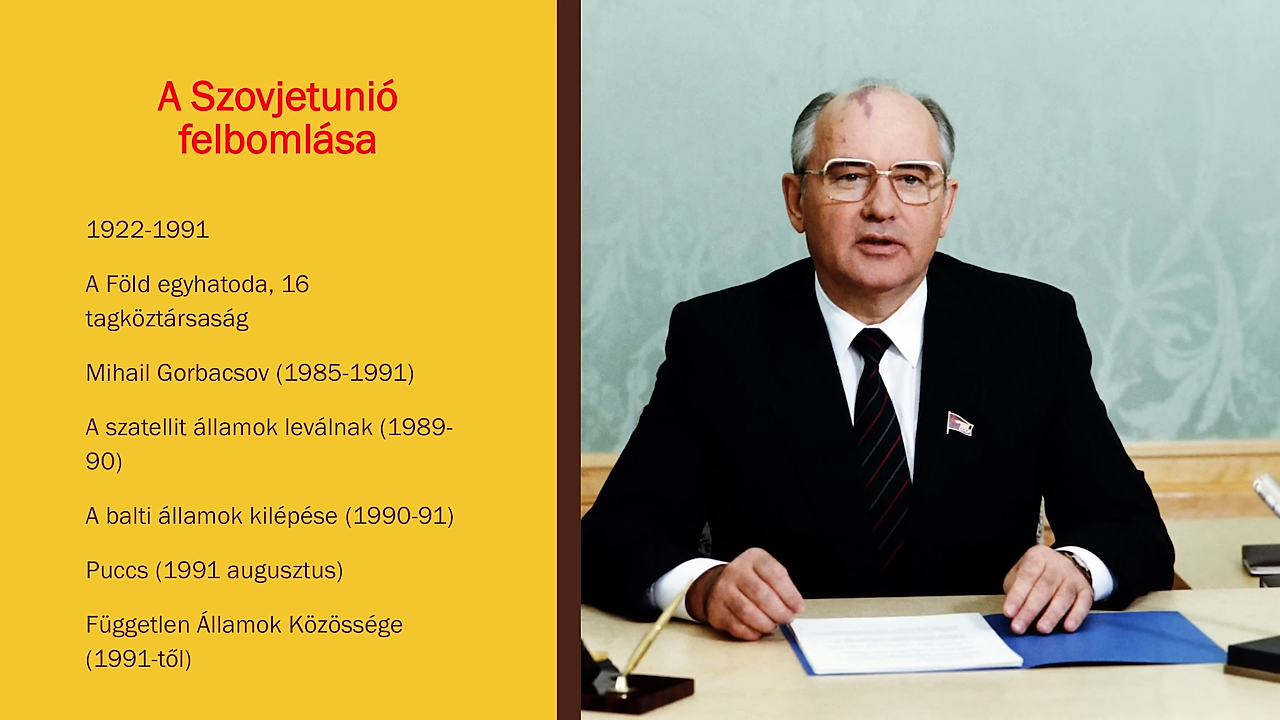 A Szovjetunió
felbomlása
1922-1991
A Föld egyhatoda, 16
tagköztársaság
Mihail Gorbacsov (1985-1991)
A szatellit államok leválnak (1989-
90)
A balti államok kilépése (1990-91)
Puccs (1991 augusztus)
Független Államok Közössége
(1991-től)